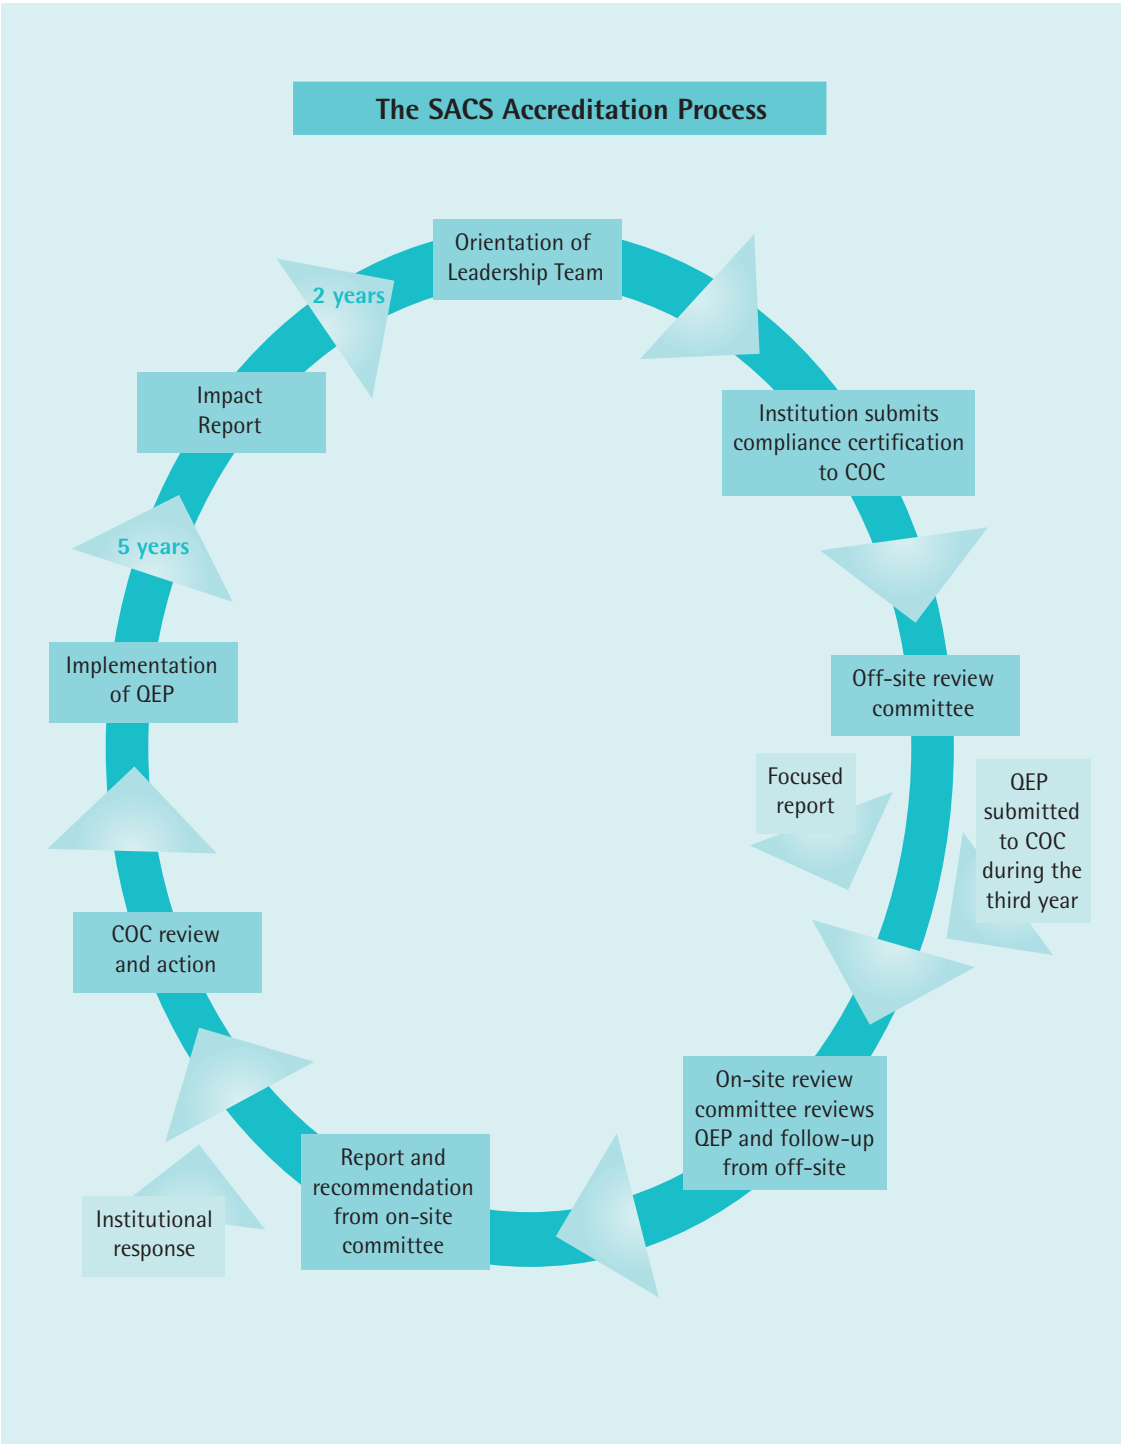 The SACS Accreditation Process
Orientation of
Leadership Team
2 years
Impact
Report
Institution submits
compliance certification
to COC
5 years
Implementation
of QEP
Off-site review
committee
Focused
report
QEP
submitted
to COC
during the
third year
COC review
and action
On-site review
committee reviews
QEP and follow-up
from off-site
Report and
recommendation
from on-site
committee
Institutional
response